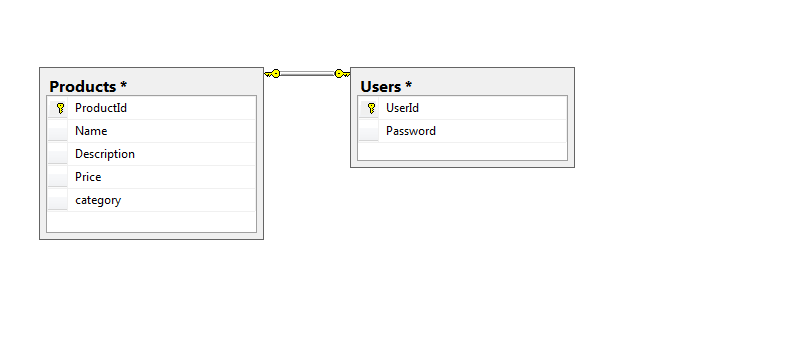 Products *
ProductId
Name
Description
Price
category
Users *
UserId
Password